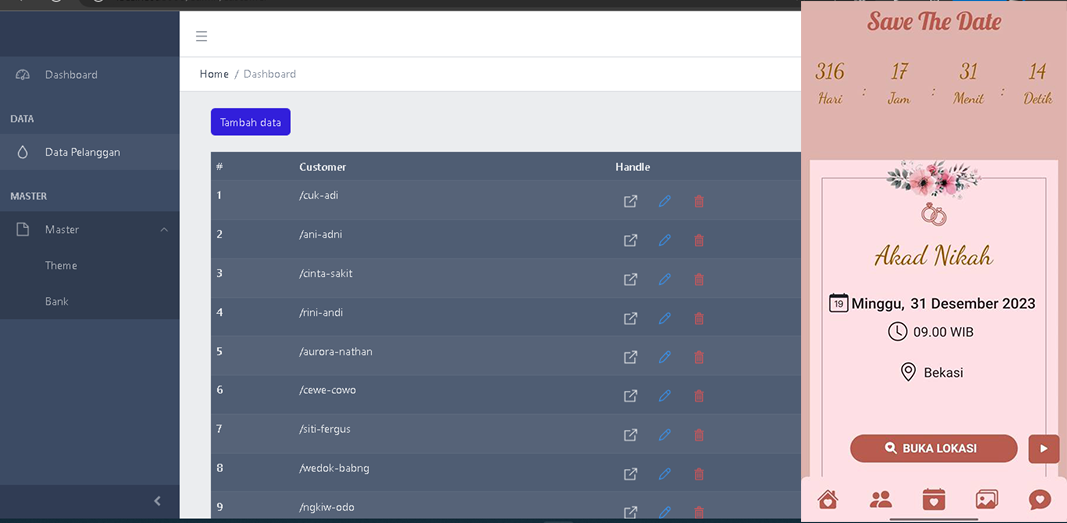 Dashboard
DATA
Data Pelanggan
MASTER
Master
Theme
Bank
Home / Dashboard
Tambah data
# Customer Handle
1 /cuk-adi
2 /ani-adni
3 /cinta-sakit
4 /rini-andi
5 /aurora-nathan
6 /cewe-cowo
7 /siti-fergus
8 /wedok-babng
9 /ngkiw-odo
Save The Date
316 : 17 : 31 : 14
Hari Jam Menit Detik
Akad Nikah
19 Minggu, 31 Desember 2023
09.00 WIB
Bekasi
BUKA LOKASI